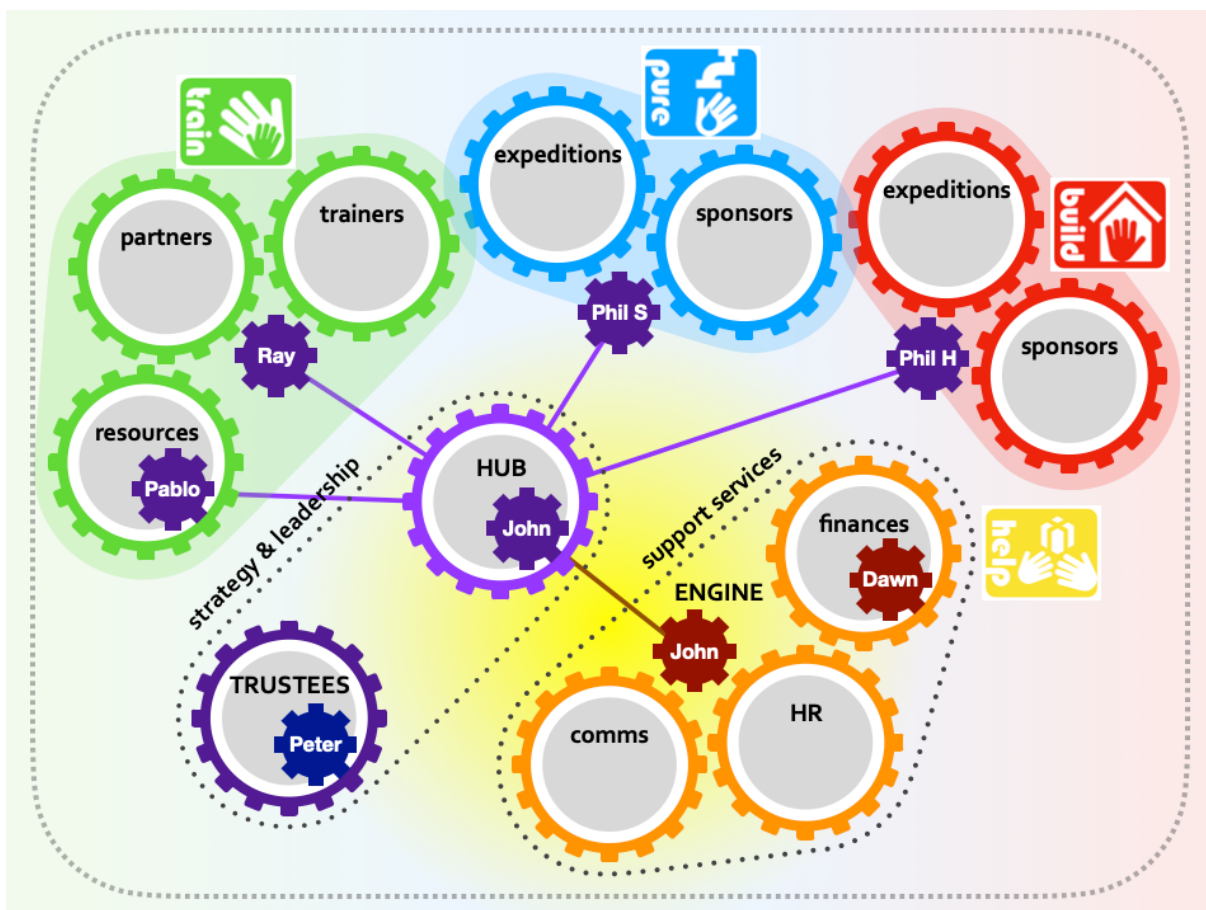 train
pure
build
help
partners
trainers
expeditions
sponsors
expeditions
sponsors
resources
Ray
Phil S
Phil H
Pablo
HUB
John
strategy & leadership
support services
ENGINE
John
finances
Dawn
TRUSTEES
Peter
comms
HR